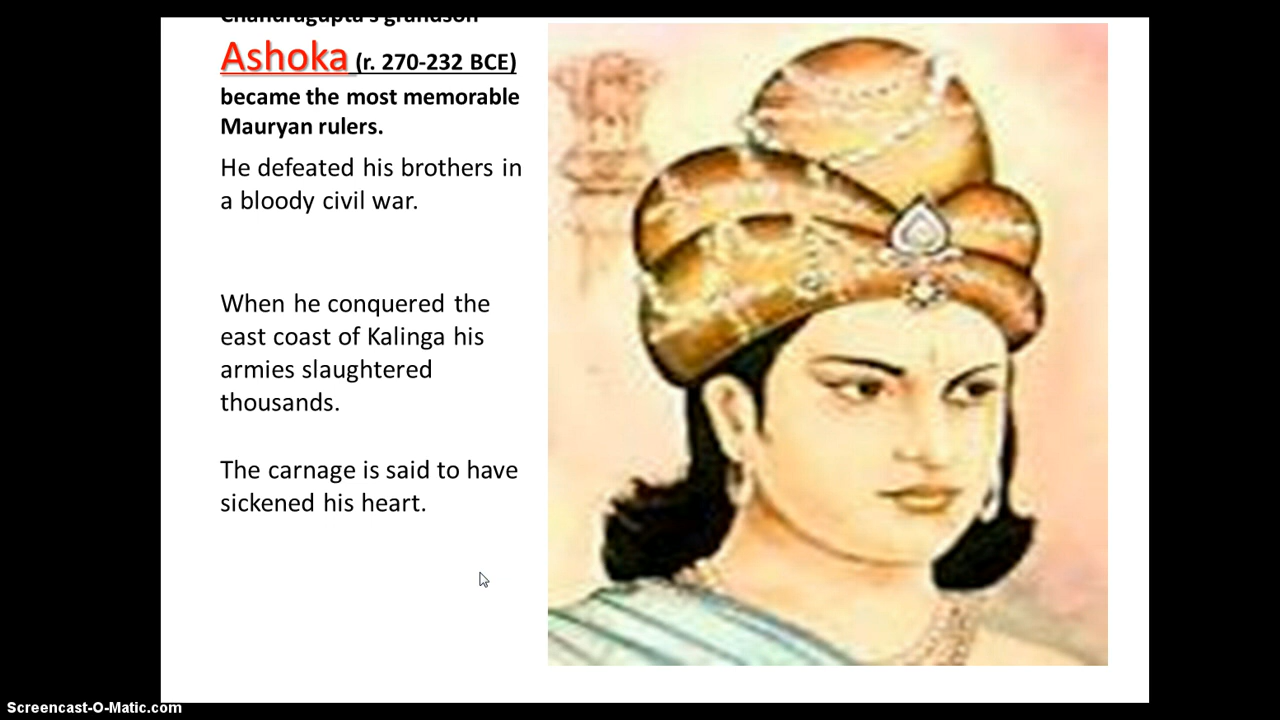 Chandragupta's grandson
Ashoka (r. 270-232 BCE)
became the most memorable
Mauryan rulers.
He defeated his brothers in
a bloody civil war.
When he conquered the
east coast of Kalinga his
armies slaughtered
thousands.
The carnage is said to have
sickened his heart.
Screencast-O-Matic.com